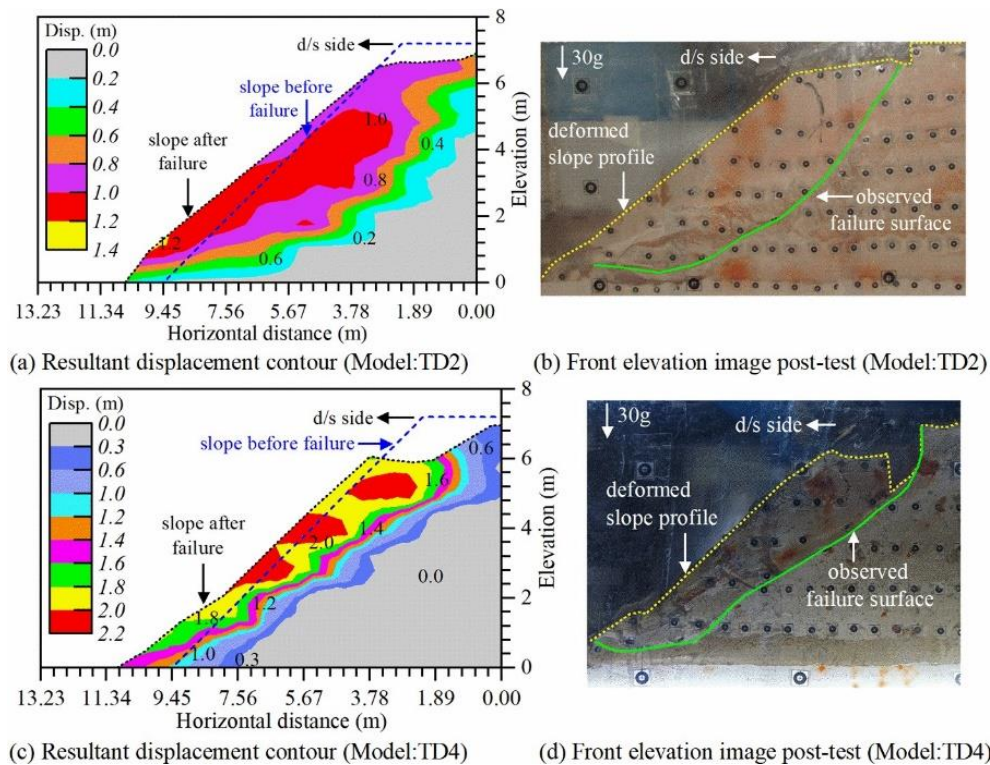 Disp. (m)
0.0
0.2
0.4
0.6
0.8
1.0
1.2
1.4
d/s side
slope before
failure
slope after
failure
1.0
0.4
0.8
0.2
0.6
1.2
8
6
4
2
0
Elevation (m)
13.23 11.34 9.45 7.56 5.67 3.78 1.89 0.00
Horizontal distance (m)
(a) Resultant displacement contour (Model:TD2)
30g
d/s side
deformed
slope profile
observed
failure surface
(b) Front elevation image post-test (Model:TD2)
Disp. (m)
0.0
0.3
0.6
1.0
1.2
1.4
1.6
1.8
2.0
2.2
d/s side
slope before failure
0.6
1.6
slope after
failure
1.4
2.0
0.0
1.2
1.8
1.0
0.3
8
6
4
2
0
Elevation (m)
13.23 11.34 9.45 7.56 5.67 3.78 1.89 0.00
Horizontal distance (m)
(c) Resultant displacement contour (Model:TD4)
30g
d/s side
deformed
slope profile
observed
failure surface
(d) Front elevation image post-test (Model:TD4)